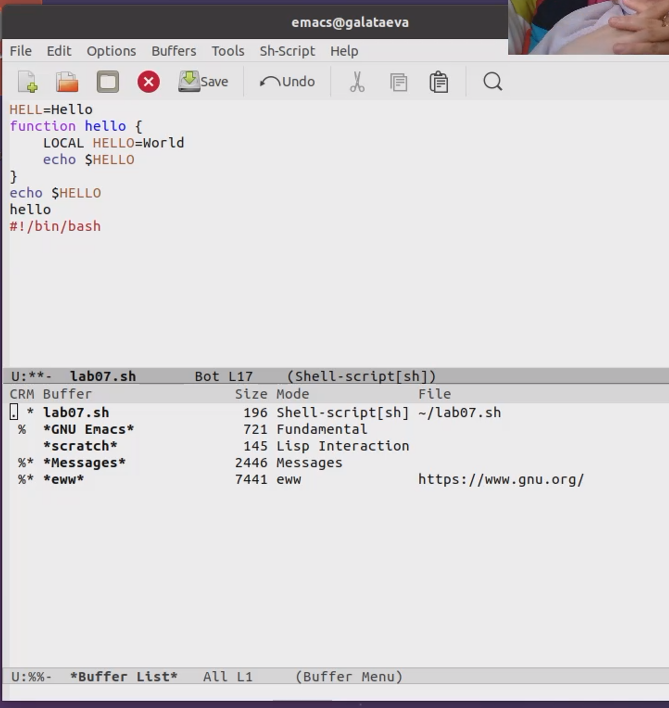 emacs@galataeva
File Edit Options Buffers Tools Sh-Script Help
Save Undo
HELL=Hello
function hello {
    LOCAL HELLO=World
    echo $HELLO
}
echo $HELLO
hello
#!/bin/bash
U:**-  lab07.sh       Bot L17    (Shell-script[sh])
CRM Buffer                Size Mode             File
. * lab07.sh               196 Shell-script[sh] ~/lab07.sh
 %  *GNU Emacs*            721 Fundamental
    *scratch*              145 Lisp Interaction
 %* *Messages*            2446 Messages
 %* *eww*                 7441 eww              https://www.gnu.org/
U:%%-  *Buffer List*   All L1     (Buffer Menu)